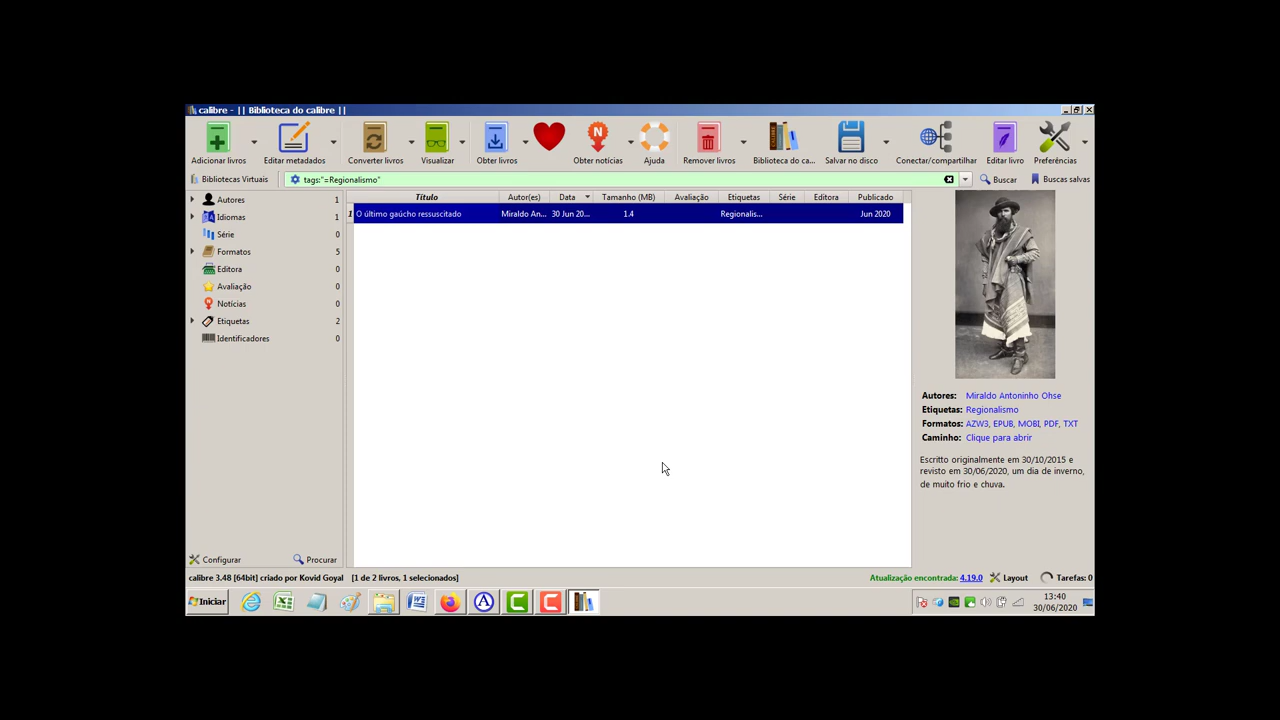 calibre - || Biblioteca do calibre ||
Adicionar livros Editar metadados Converter livros Visualizar Obter livros Obter notícias Ajuda Remover livros Biblioteca do ca... Salvar no disco Conectar/compartilhar Editar livro Preferências
Bibliotecas Virtuais tags:"=Regionalismo" Buscar Buscas salvas
Autores 1
Idiomas 1
Série 0
Formatos 5
Editora 0
Avaliação 0
Notícias 0
Etiquetas 2
Identificadores 0
Configurar Procurar
Título Autor(es) Data Tamanho (MB) Avaliação Etiquetas Série Editora Publicado
1 O último gaúcho ressuscitado Miraldo An... 30 Jun 20... 1.4 Regionalis... Jun 2020
Autores: Miraldo Antoninho Ohse
Etiquetas: Regionalismo
Formatos: AZW3, EPUB, MOBI, PDF, TXT
Caminho: Clique para abrir
Escritto originalmente em 30/10/2015 e
revisto em 30/06/2020, um dia de inverno,
de muito frio e chuva.
calibre 3.48 [64bit] criado por Kovid Goyal [1 de 2 livros, 1 selecionados] Atualização encontrada: 4.19.0 Layout Tarefas: 0
Iniciar
13:40
30/06/2020